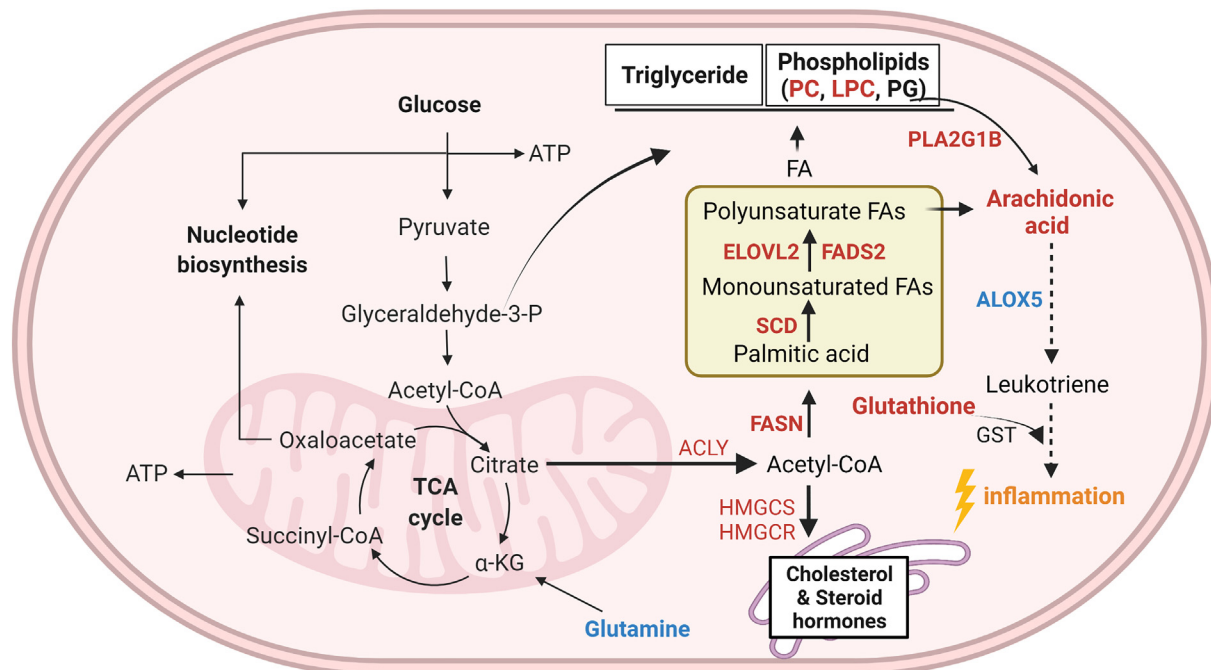 Triglyceride
Phospholipids
(PC, LPC, PG)
Glucose
ATP
PLA2G1B
FA
Pyruvate
Polyunsaturate FAs
Arachidonic
acid
Nucleotide
biosynthesis
ELOVL2
FADS2
Monounsaturated FAs
ALOX5
Glyceraldehyde-3-P
SCD
Palmitic acid
Acetyl-CoA
Leukotriene
Glutathione
FASN
GST
Oxaloacetate
Citrate
ACLY
Acetyl-CoA
ATP
TCA
cycle
inflammation
HMGCS
HMGCR
Succinyl-CoA
α-KG
Cholesterol
& Steroid
hormones
Glutamine